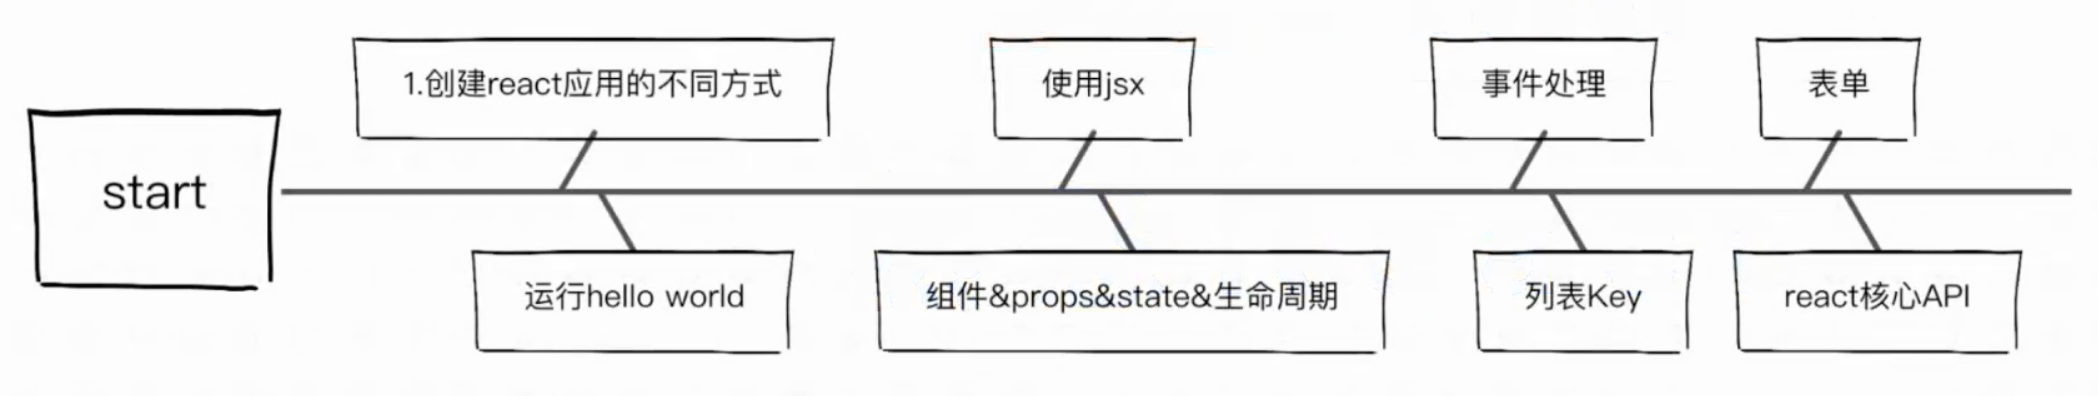 start
1.创建react应用的不同方式
运行hello world
使用jsx
组件&props&state&生命周期
事件处理
列表Key
表单
react核心API